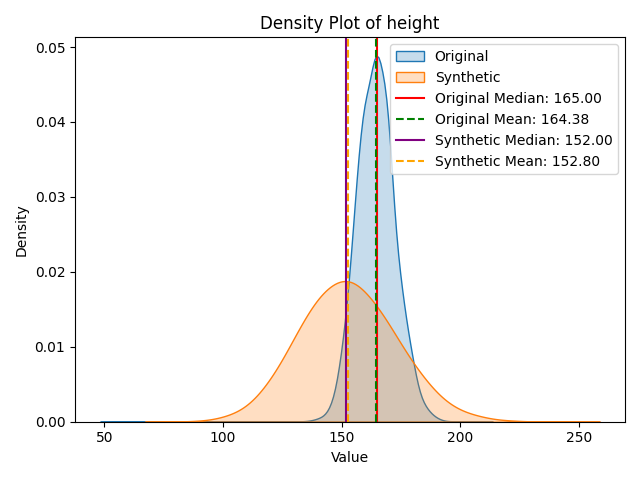 Density Plot of height
0.05
0.04
0.03
0.02
0.01
0.00
Density
50
100
150
200
250
Value
Original
Synthetic
Original Median: 165.00
Original Mean: 164.38
Synthetic Median: 152.00
Synthetic Mean: 152.80